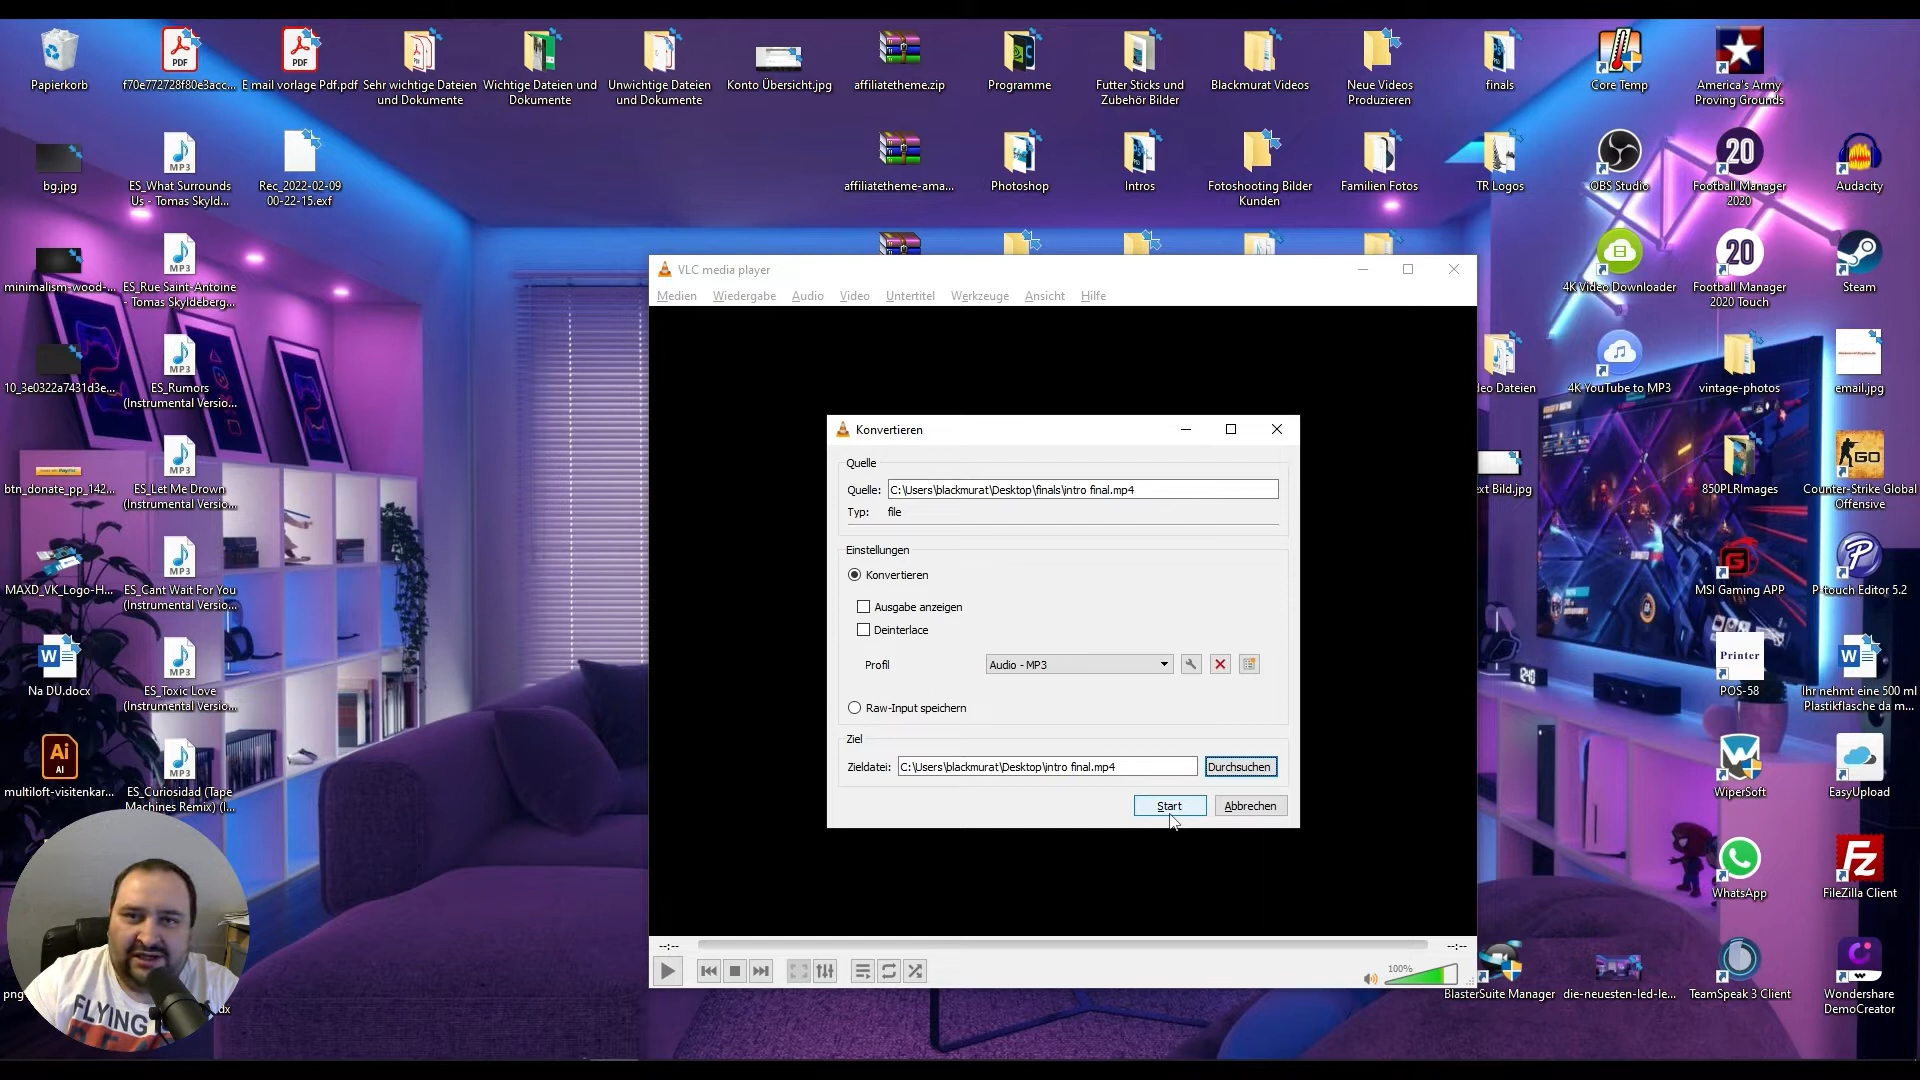 Papierkorb
f70e772728f80e3acc...
E mail vorlage Pdf.pdf
Sehr wichtige Dateien
und Dokumente
Wichtige Dateien und
Dokumente
Unwichtige Dateien
und Dokumente
Konto Übersicht.jpg
affiliatetheme.zip
Programme
Futter Sticks und
Zubehör Bilder
Blackmurat Videos
Neue Videos
Produzieren
finals
Core Temp
America's Army
Proving Grounds
bg.jpg
ES_What Surrounds
Us - Tomas Skyld...
Rec_2022-02-09
00-22-15.exf
affiliatetheme-ama...
Photoshop
Intros
Fotoshooting Bilder
Kunden
Familien Fotos
TR Logos
OBS Studio
Football Manager
2020
Audacity
minimalism-wood-...
ES_Rue Saint-Antoine
- Tomas Skyldeberg...
4K Video Downloader
Football Manager
2020 Touch
Steam
10_3e0322a7431d3e...
ES_Rumors
(Instrumental Versio...
deo Dateien
4K YouTube to MP3
vintage-photos
email.jpg
btn_donate_pp_142...
ES_Let Me Drown
(Instrumental Versio...
ext Bild.jpg
850PLRImages
Counter-Strike Global
Offensive
MAXD_VK_Logo-H...
ES_Cant Wait For You
(Instrumental Versio...
MSI Gaming APP
P-touch Editor 5.2
Na DU.docx
ES_Toxic Love
(Instrumental Versio...
Printer
POS-58
Ihr nehmt eine 500 ml
Plastikflasche da m...
multiloft-visitenkar...
ES_Curiosidad (Tape
Machines Remix) (I...
WiperSoft
EasyUpload
WhatsApp
FileZilla Client
png
dx
BlasterSuite Manager
die-neuesten-led-le...
TeamSpeak 3 Client
Wondershare
DemoCreator
VLC media player
Medien Wiedergabe Audio Video Untertitel Werkzeuge Ansicht Hilfe
Konvertieren
Quelle
Quelle: C:\Users\blackmurat\Desktop\finals\intro final.mp4
Typ: file
Einstellungen
Konvertieren
Ausgabe anzeigen
Deinterlace
Profil Audio - MP3
Raw-Input speichern
Ziel
Zieldatei: C:\Users\blackmurat\Desktop\intro final.mp4 Durchsuchen
Start Abbrechen
--:-- --:--
100%
FLYING